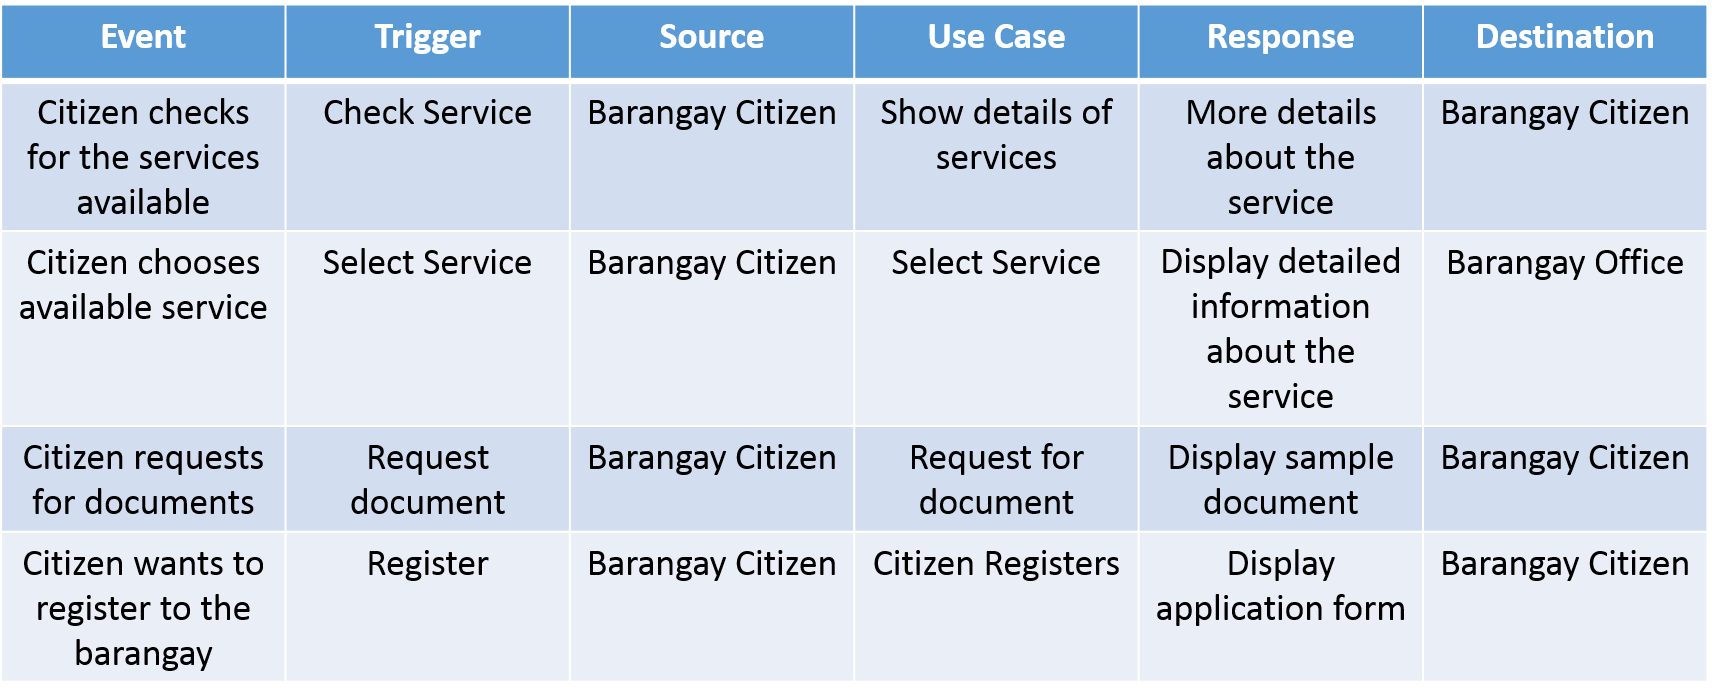 Event
Trigger
Source
Use Case
Response
Destination
Citizen checks
for the services
available
Check Service
Barangay Citizen
Show details of
services
More details
about the
service
Barangay Citizen
Citizen chooses
available service
Select Service
Barangay Citizen
Select Service
Display detailed
information
about the
service
Barangay Office
Citizen requests
for documents
Request
document
Barangay Citizen
Request for
document
Display sample
document
Barangay Citizen
Citizen wants to
register to the
barangay
Register
Barangay Citizen
Citizen Registers
Display
application form
Barangay Citizen